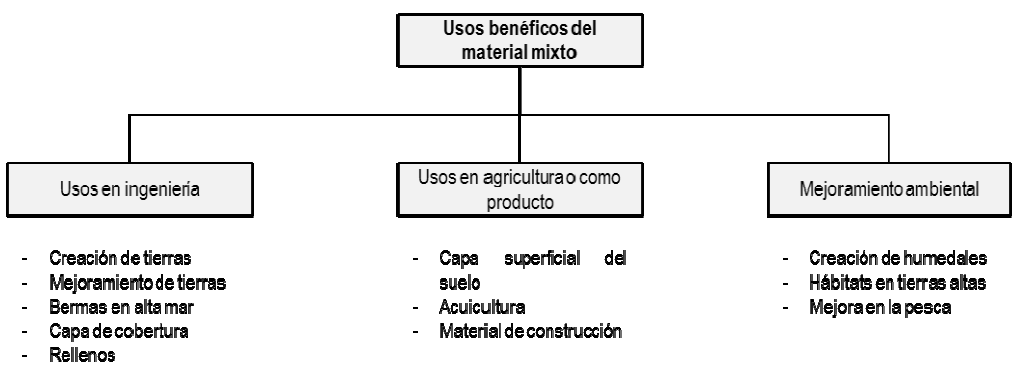 Usos benéficos del
material mixto
Usos en ingeniería
Usos en agricultura o como
producto
Mejoramiento ambiental
- Creación de tierras
- Mejoramiento de tierras
- Bermas en alta mar
- Capa de cobertura
- Rellenos
- Capa superficial del
suelo
- Acuicultura
- Material de construcción
- Creación de humedales
- Hábitats en tierras altas
- Mejora en la pesca